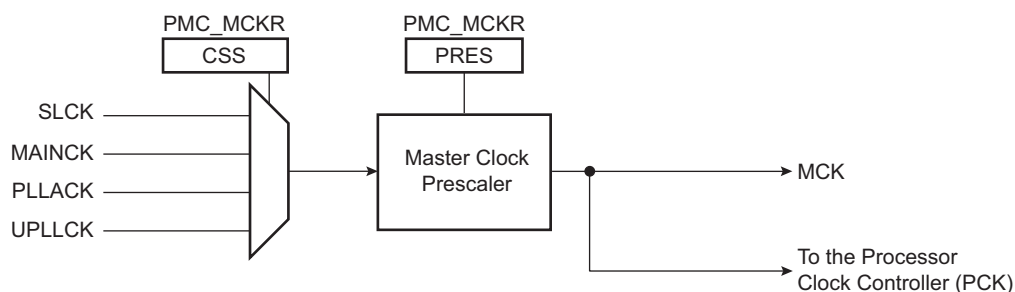 PMC_MCKR
PMC_MCKR
CSS
PRES
SLCK
MAINCK
PLLACK
UPLLCK
Master Clock
Prescaler
MCK
To the Processor
Clock Controller (PCK)